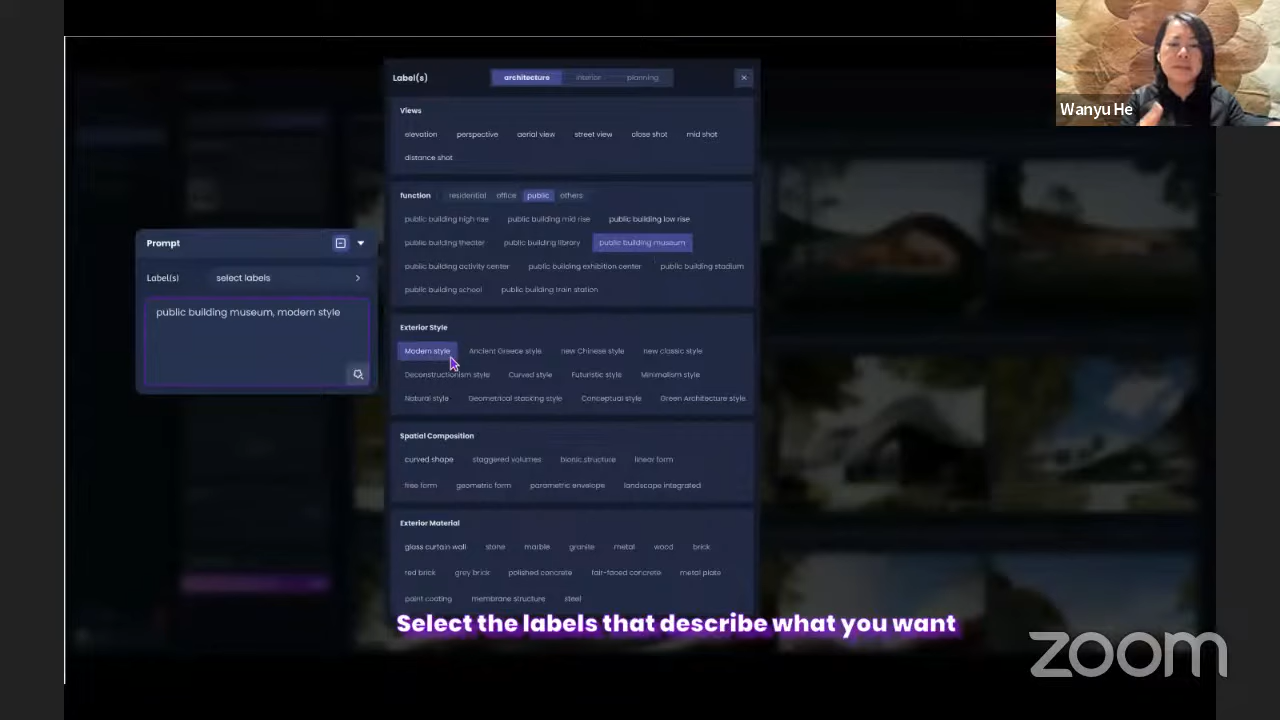 Label(s) architecture interior planning
Views
elevation perspective aerial view street view close shot mid shot
distance shot
function residential office public others
public building high rise public building mid rise public building low rise
public building theater public building library public building museum
public building activity center public building exhibition center public building stadium
public building school public building train station
Exterior Style
Modern style Ancient Greece style new Chinese style new classic style
Deconstructionism style Curved style Futuristic style Minimalism style
Natural style Geometrical stacking style Conceptual style Green Architecture style
Spatial Composition
curved shape staggered volumes bionic structure linear form
free form geometric form parametric envelope landscape integrated
Exterior Material
glass curtain wall stone marble granite metal wood brick
red brick grey brick polished concrete fair-faced concrete metal plate
paint coating membrane structure steel
Prompt
Label(s) select labels
public building museum, modern style
Select the labels that describe what you want
Wanyu He
zoom